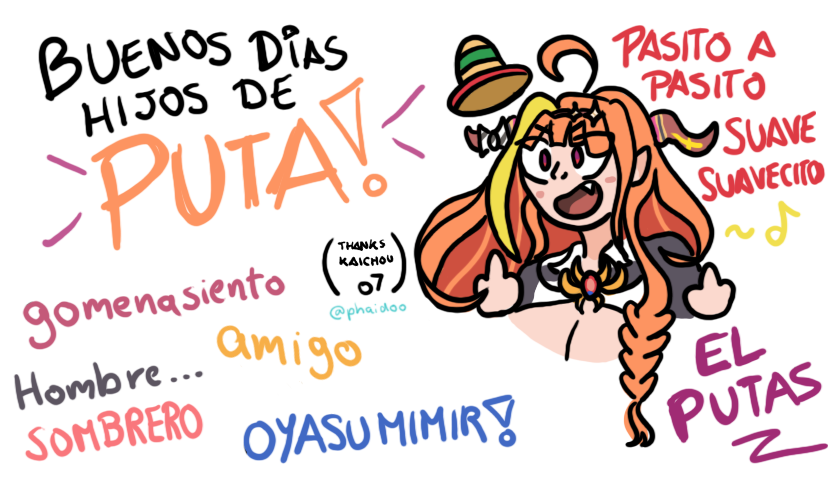 BUENOS DÍAS
HIJOS DE
PUTA!
PASITO A
PASITO
SUAVE
SUAVECITO
(THANKS
KAICHOU
o7)
@phaidoo
gomenasiento
amigo
Hombre...
SOMBRERO
OYASUMIMIR!
EL
PUTAS